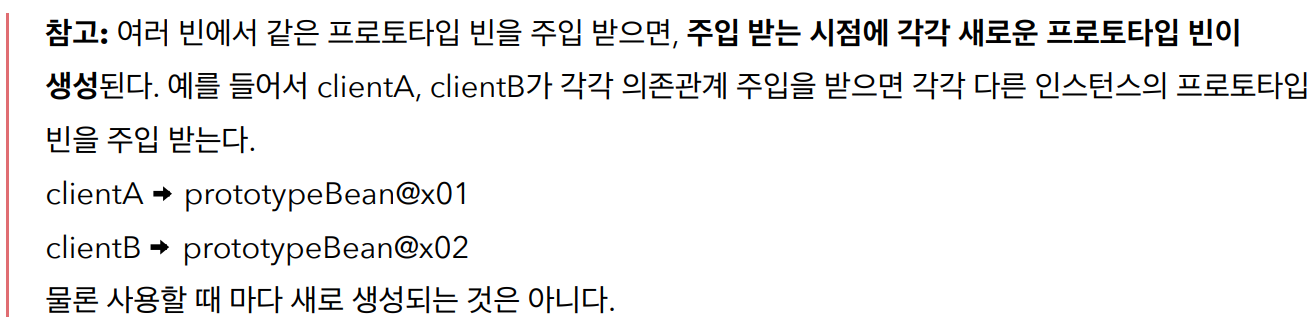 참고: 여러 빈에서 같은 프로토타입 빈을 주입 받으면, 주입 받는 시점에 각각 새로운 프로토타입 빈이
생성된다. 예를 들어서 clientA, clientB가 각각 의존관계 주입을 받으면 각각 다른 인스턴스의 프로토타입
빈을 주입 받는다.
clientA ➡ prototypeBean@x01
clientB ➡ prototypeBean@x02
물론 사용할 때 마다 새로 생성되는 것은 아니다.